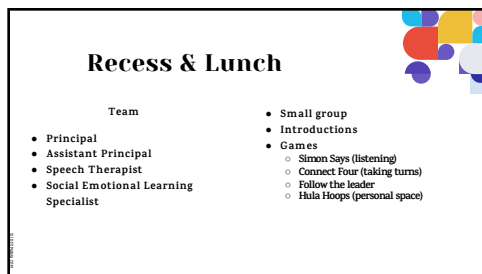 Recess & Lunch
Team
● Principal
● Assistant Principal
● Speech Therapist
● Social Emotional Learning
Specialist
● Small group
● Introductions
● Games
○ Simon Says (listening)
○ Connect Four (taking turns)
○ Follow the leader
○ Hula Hoops (personal space)